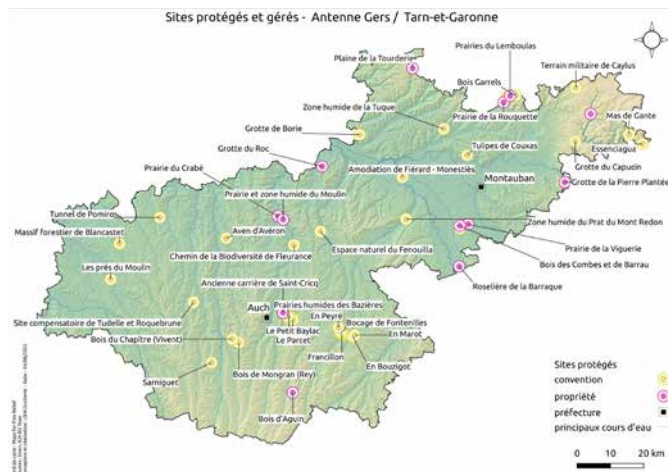 Sites protégés et gérés - Antenne Gers / Tarn-et-Garonne
Prairies du Lemboulas
Plaine de la Tourderie
Bois Garrels
Terrain militaire de Caylus
Zone humide de la Tuque
Prairie de la Rouquette
Mas de Gante
Grotte de Borie
Tulipes de Couxas
Essenciagua
Grotte du Roc
Grotte du Capucin
Prairie du Crabé
Amodiation de Fiérard - Monestiès
Grotte de la Pierre Plantée
Prairie et zone humide du Moulin
Montauban
Tunnel de Pomiro
Zone humide du Prat du Mont Redon
Massif forestier de Blancastet
Aven d'Avéron
Prairie de la Viguerie
Chemin de la Biodiversité de Fleurance
Espace naturel du Fenouilla
Bois des Combes et de Barrau
Les prés du Moulin
Roselière de la Barraque
Ancienne carrière de Saint-Cricq
Auch
Prairies humides des Bazières
Site compensatoire de Tudelle et Roquebrune
En Peyré
Bocage de Fontenilles
Le Petit Baylac
En Marot
Bois du Chapître (Vivent)
Le Parcet
Francillon
Bois de Mongran (Rey)
En Bouzigot
Samiguet
Bois d'Aguin
Sites protégés
convention
propriété
préfecture
principaux cours d'eau
0 10 20 km